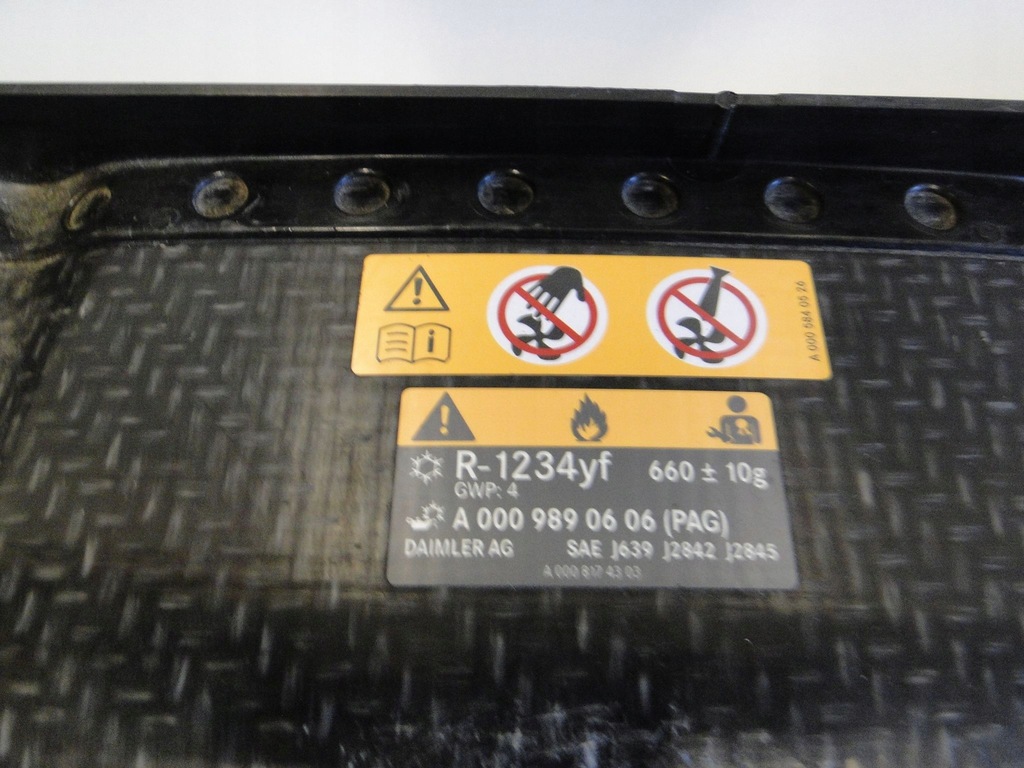 A 000 584 05 26
R-1234yf 660 ± 10g
GWP: 4
A 000 989 06 06 (PAG)
DAIMLER AG SAE J639 J2842 J2845
A 000 817 43 03